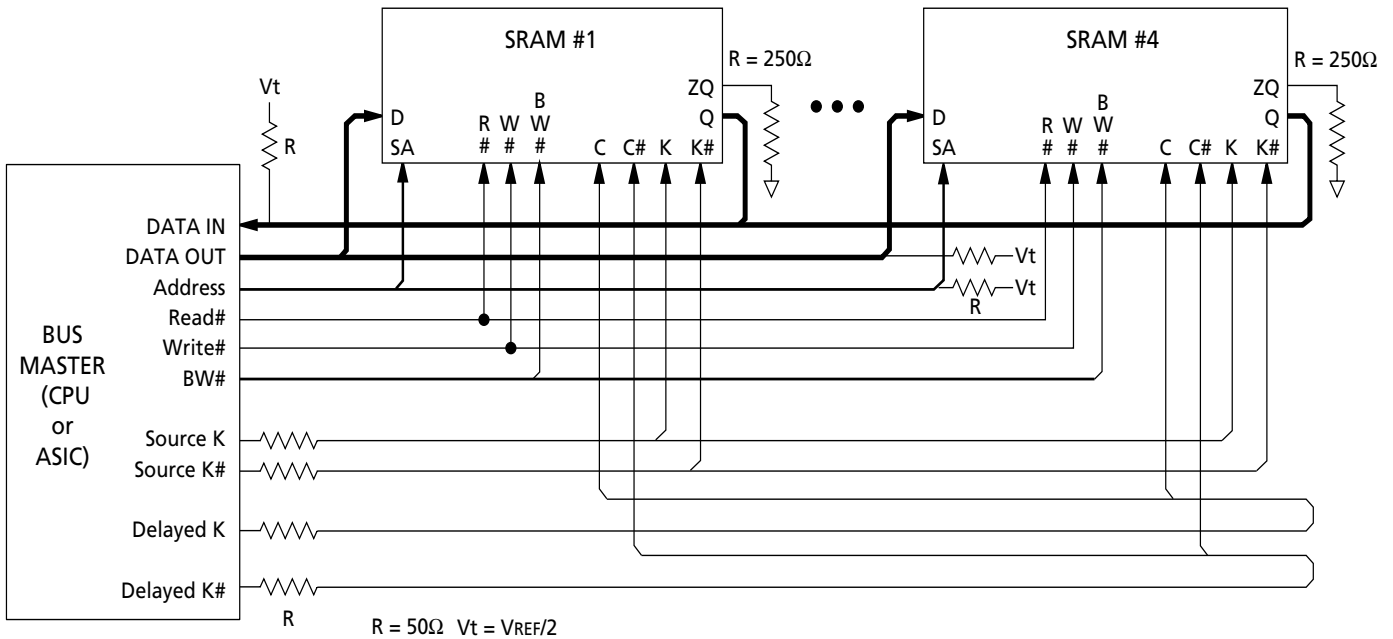 SRAM #1
R = 250Ω
ZQ
Q
D
SA
R
#
W
#
B
W
#
C
C#
K
K#
SRAM #4
R = 250Ω
ZQ
Q
D
SA
R
#
W
#
B
W
#
C
C#
K
K#
Vt
R
DATA IN
DATA OUT
Address
Read#
Write#
BW#
Source K
Source K#
Delayed K
Delayed K#
BUS
MASTER
(CPU
or
ASIC)
Vt
Vt
R
R
R = 50Ω Vt = VREF/2